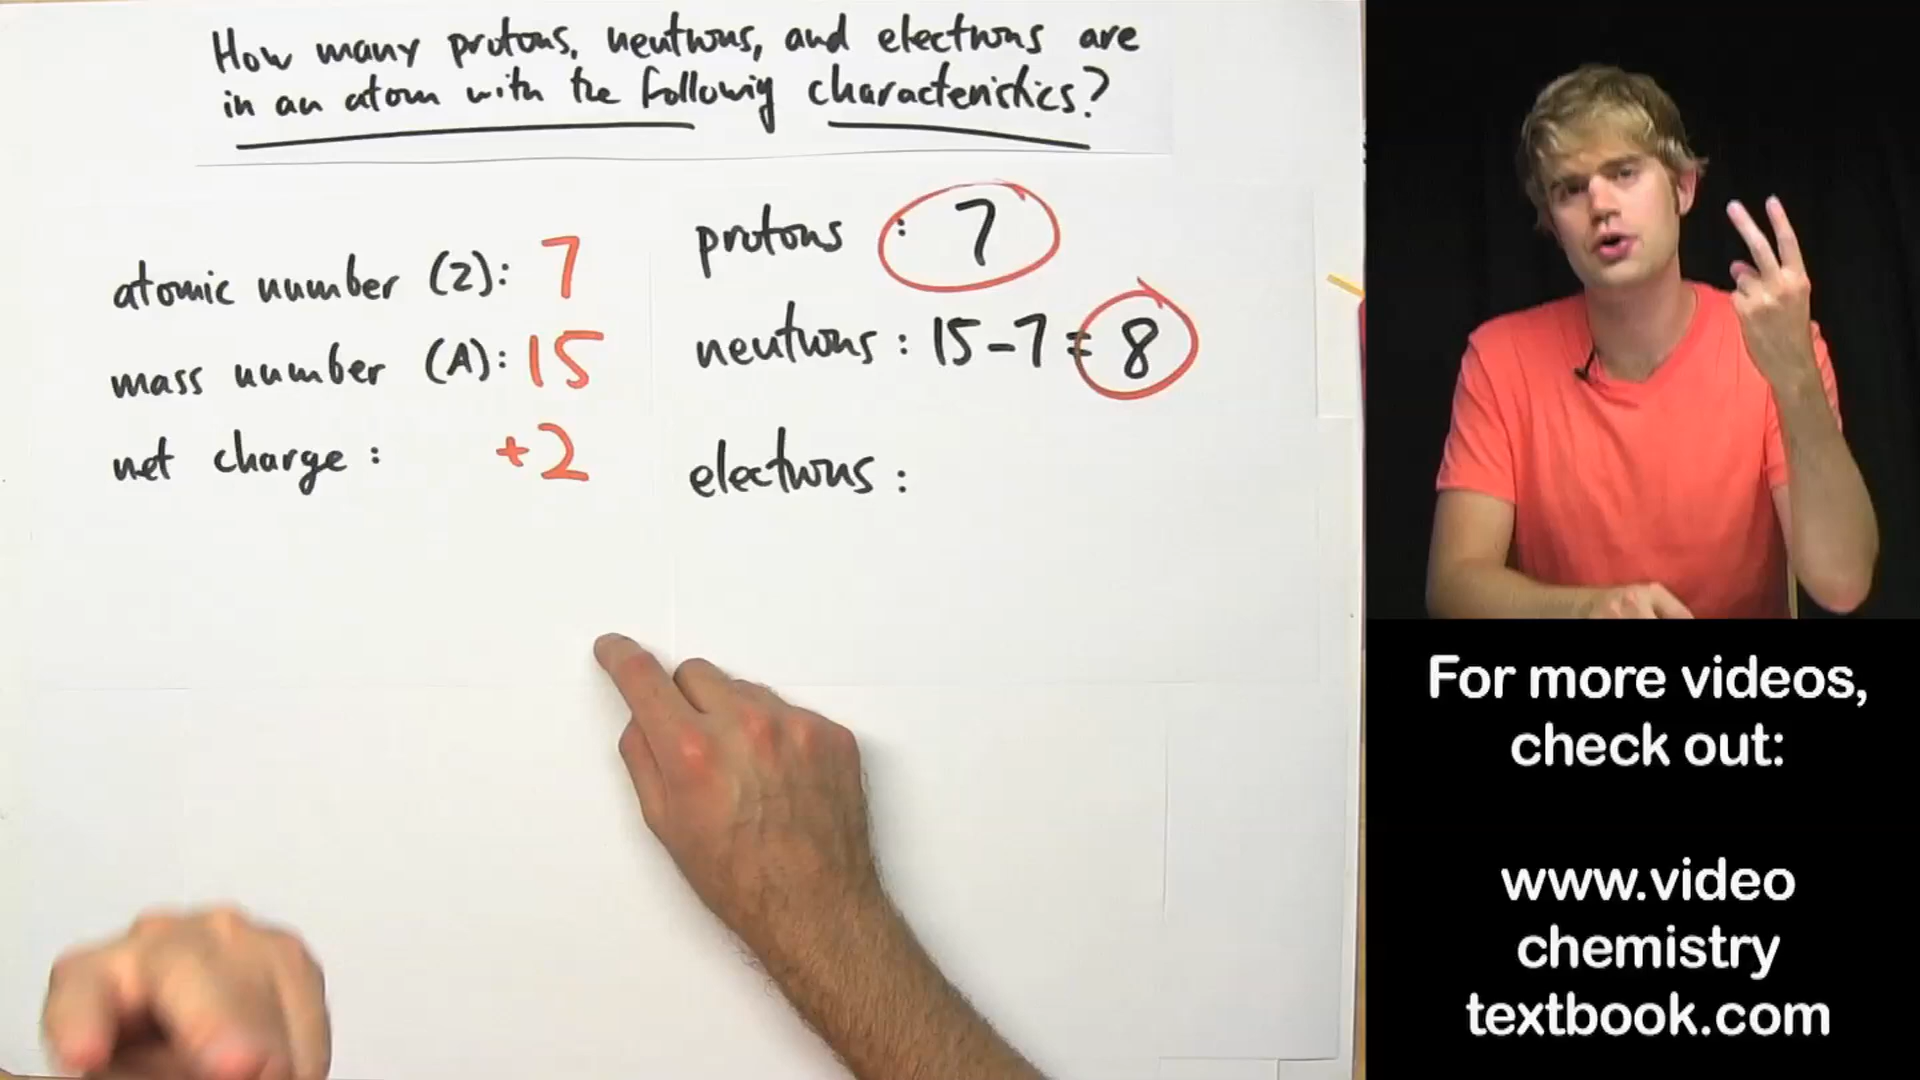 How many protons, neutrons, and electrons are
in an atom with the following characteristics?
atomic number (Z): 7
mass number (A): 15
net charge: +2
protons : 7
neutrons : 15-7 = 8
electrons :
For more videos,
check out:
www.video
chemistry
textbook.com